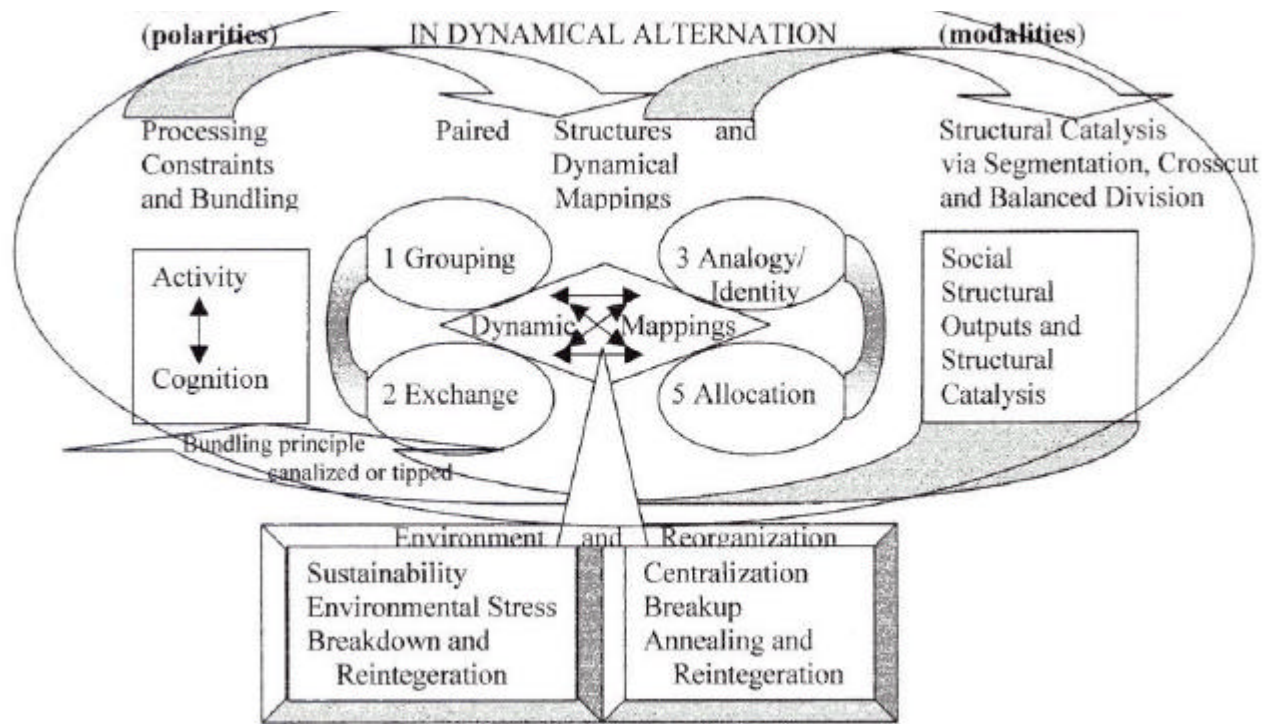 (polarities) IN DYNAMICAL ALTERNATION (modalities)
Processing
Constraints
and Bundling
Paired Structures and
Dynamical
Mappings
Structural Catalysis
via Segmentation, Crosscut
and Balanced Division
Activity
Cognition
1 Grouping
3 Analogy/
Identity
Dynamic Mappings
2 Exchange
5 Allocation
Social
Structural
Outputs and
Structural
Catalysis
Bundling principle
canalized or tipped
Environment and Reorganization
Sustainability
Environmental Stress
Breakdown and
Reintegeration
Centralization
Breakup
Annealing and
Reintegeration